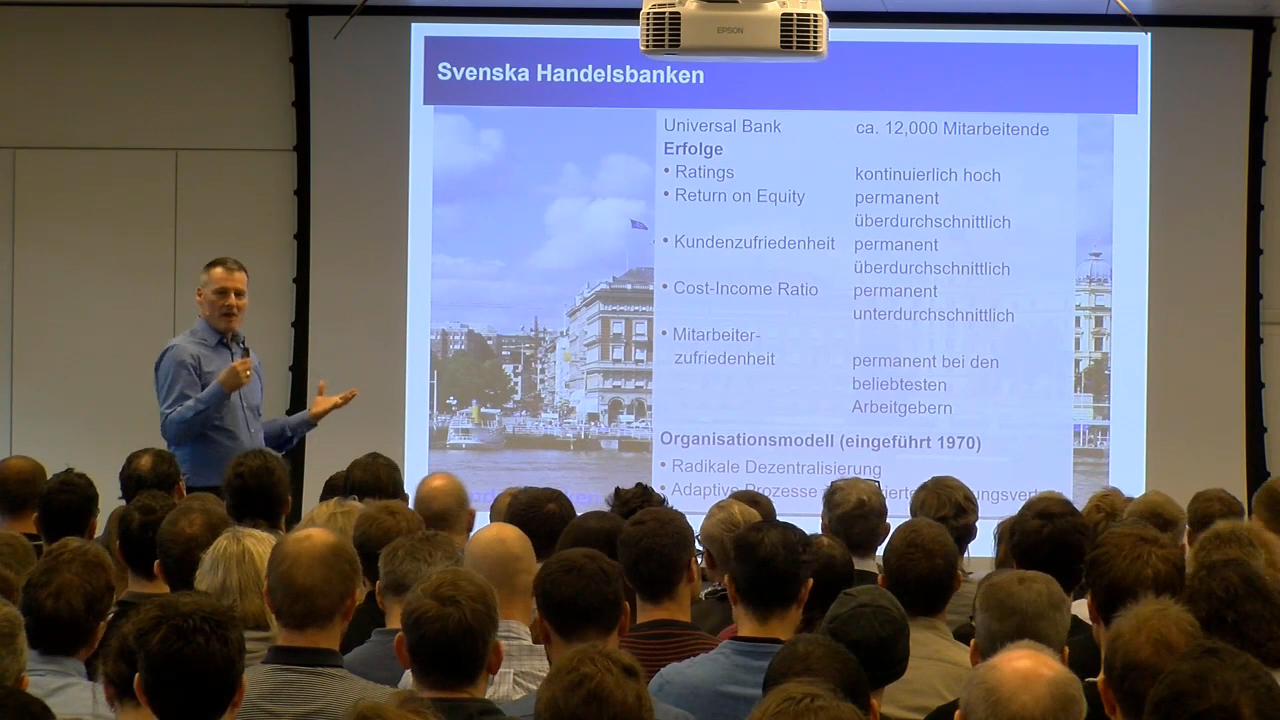 EPSON
Svenska Handelsbanken
Universal Bank ca. 12,000 Mitarbeitende
Erfolge
• Ratings kontinuierlich hoch
• Return on Equity permanent
überdurchschnittlich
• Kundenzufriedenheit permanent
überdurchschnittlich
• Cost-Income Ratio permanent
unterdurchschnittlich
• Mitarbeiter-
zufriedenheit permanent bei den
beliebtesten
Arbeitgebern
Organisationsmodell (eingeführt 1970)
• Radikale Dezentralisierung
• Adaptive Prozesse